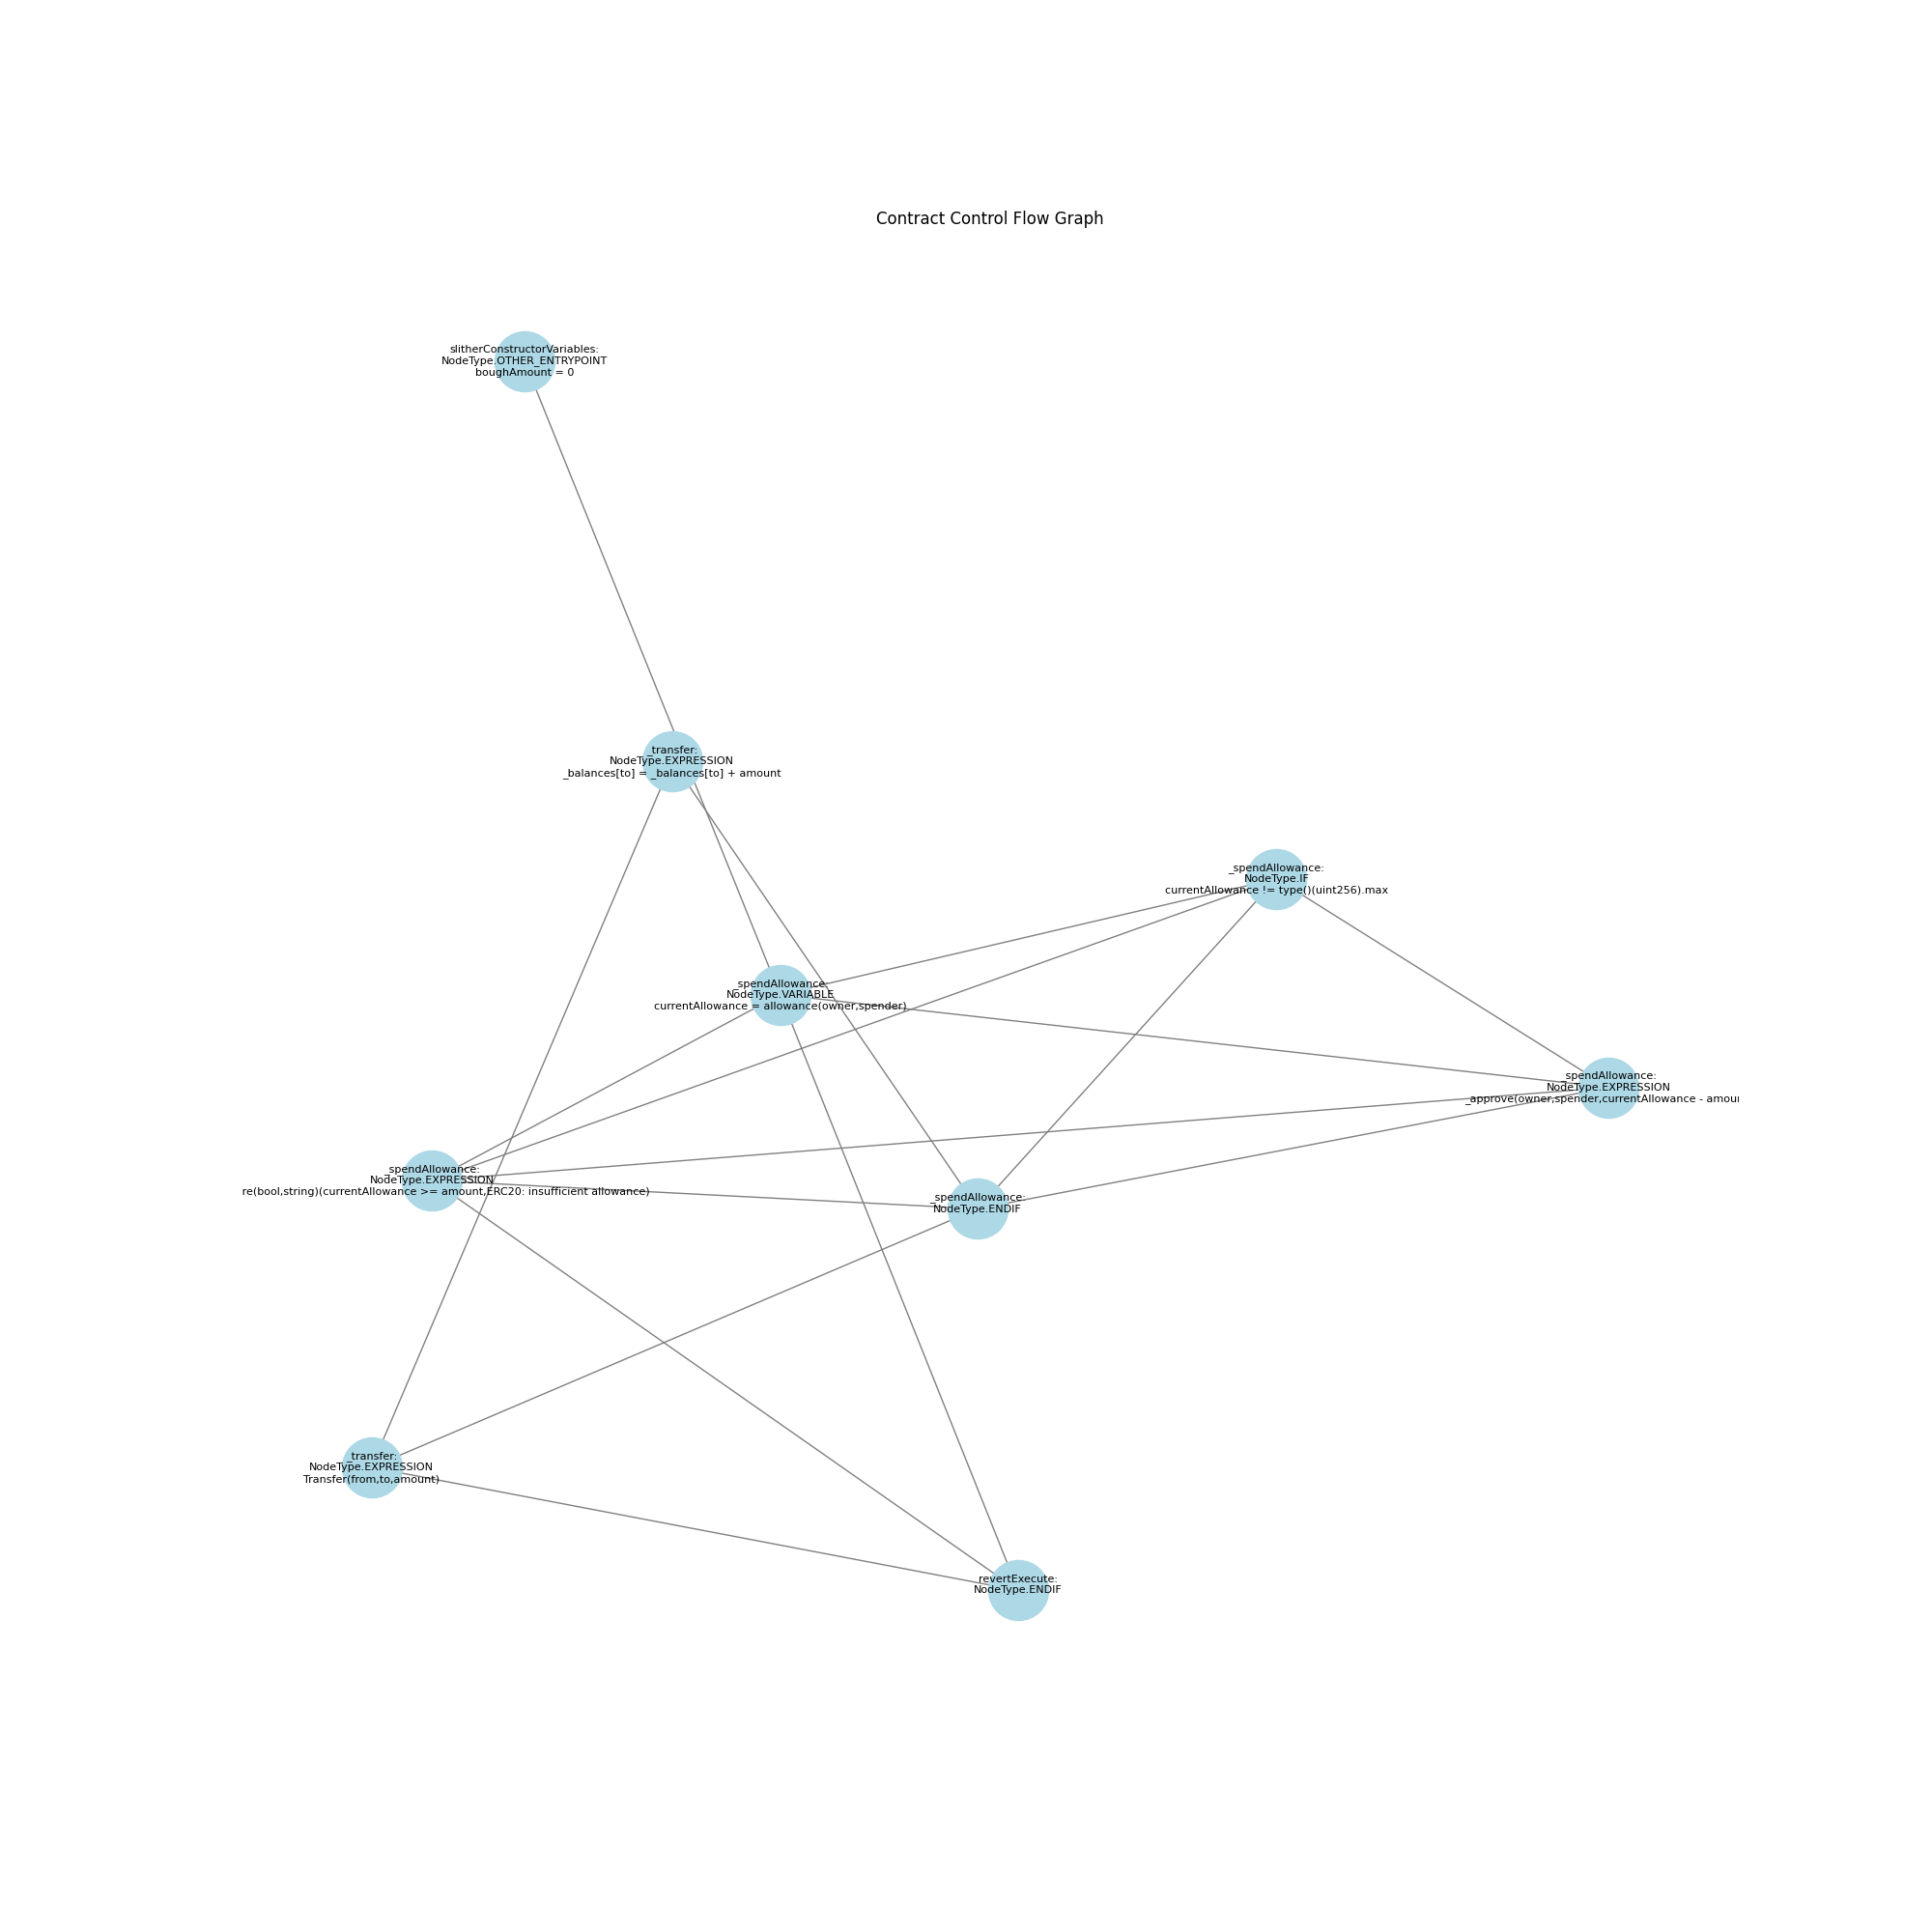 Contract Control Flow Graph
slitherConstructorVariables:
NodeType.OTHER_ENTRYPOINT
boughAmount = 0
_transfer:
NodeType.EXPRESSION
_balances[to] = _balances[to] + amount
_spendAllowance:
NodeType.IF
currentAllowance != type()(uint256).max
_spendAllowance:
NodeType.VARIABLE
currentAllowance = allowance(owner,spender)
_spendAllowance:
NodeType.EXPRESSION
_approve(owner,spender,currentAllowance - amou
_spendAllowance:
NodeType.EXPRESSION
re(bool,string)(currentAllowance >= amount,ERC20: insufficient allowance)
_spendAllowance:
NodeType.ENDIF
_transfer:
NodeType.EXPRESSION
Transfer(from,to,amount)
revertExecute:
NodeType.ENDIF